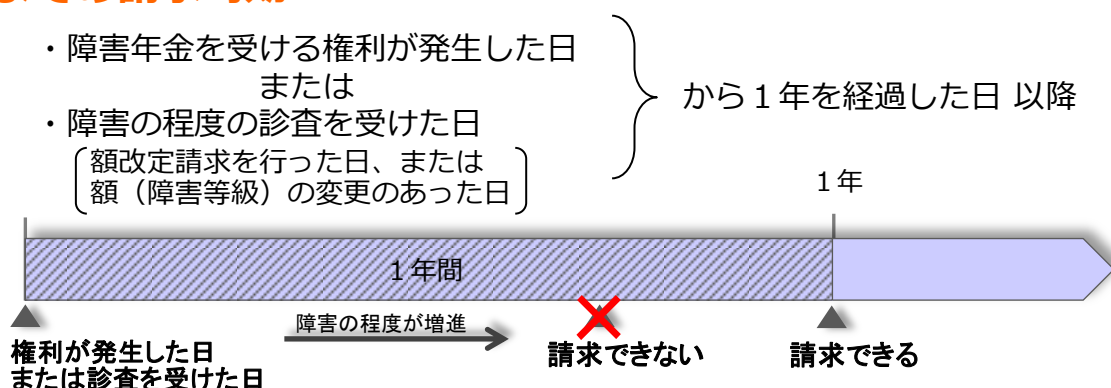 ・障害年金を受ける権利が発生した日
または
・障害の程度の診査を受けた日
額改定請求を行った日、または
額（障害等級）の変更のあった日
から１年を経過した日 以降
１年
１年間
障害の程度が増進
権利が発生した日
または診査を受けた日
請求できない
請求できる